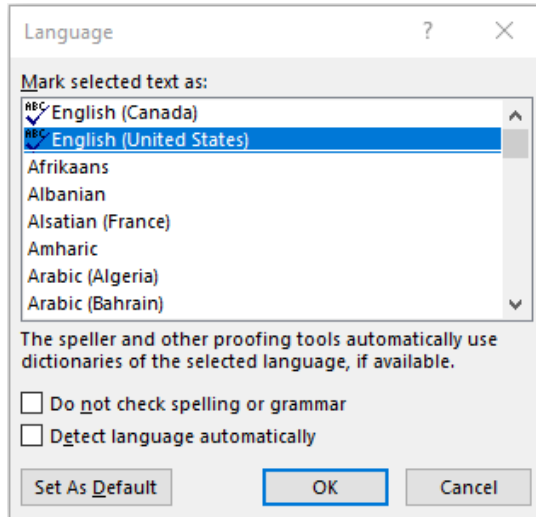 Language ? ×
Mark selected text as:
ABC English (Canada)
ABC English (United States)
Afrikaans
Albanian
Alsatian (France)
Amharic
Arabic (Algeria)
Arabic (Bahrain)
The speller and other proofing tools automatically use
dictionaries of the selected language, if available.
Do not check spelling or grammar
Detect language automatically
Set As Default OK Cancel